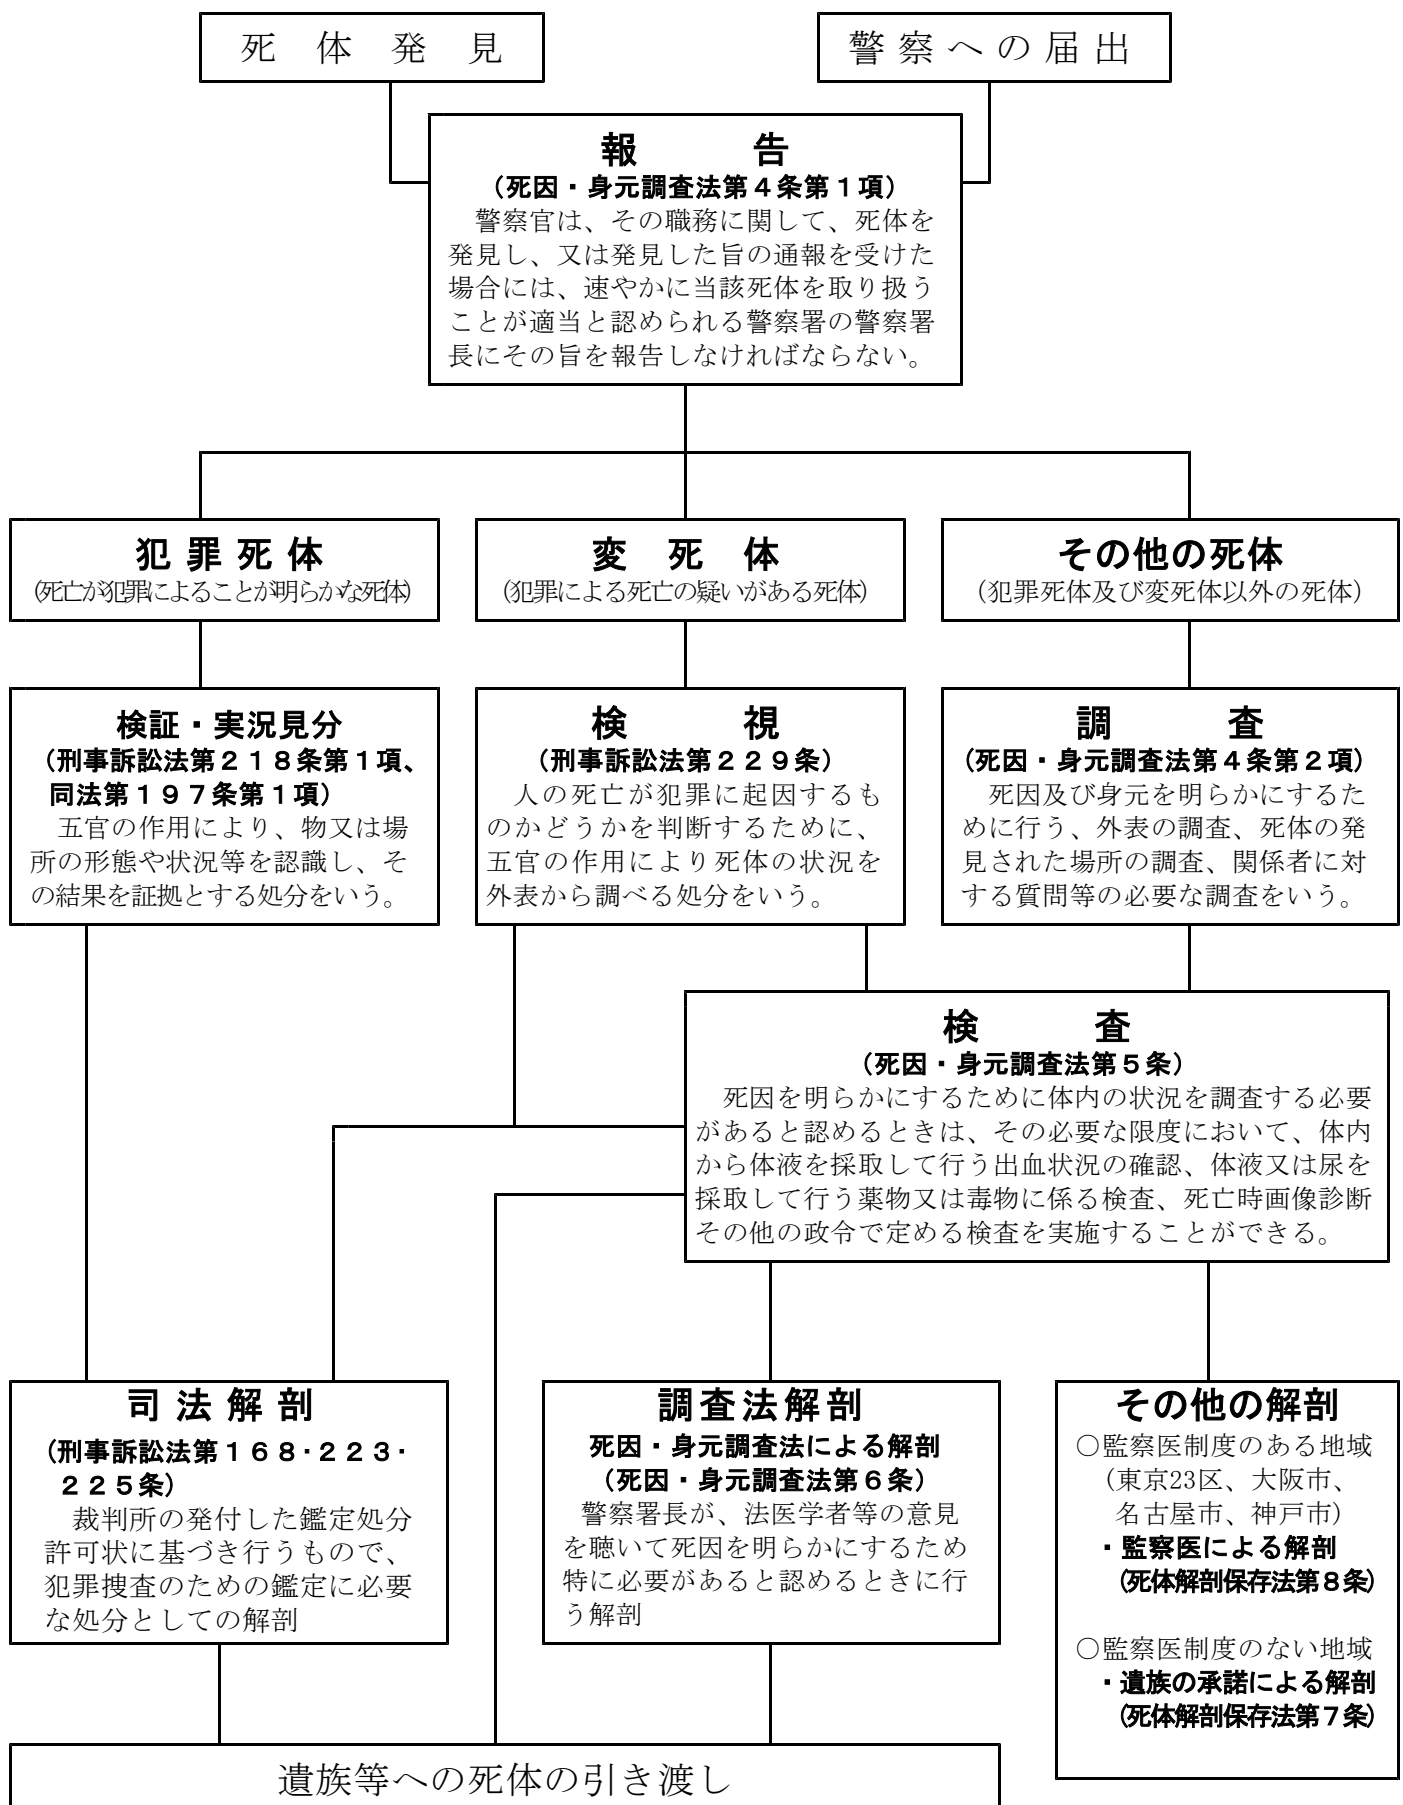 死体発見
警察への届出
報告
（死因・身元調査法第４条第１項）
警察官は、その職務に関して、死体を
発見し、又は発見した旨の通報を受けた
場合には、速やかに当該死体を取り扱う
ことが適当と認められる警察署の警察署
長にその旨を報告しなければならない。
犯罪死体
（死亡が犯罪によることが明らかな死体）
変死体
（犯罪による死亡の疑いがある死体）
その他の死体
（犯罪死体及び変死体以外の死体）
検証・実況見分
（刑事訴訟法第２１８条第１項、
同法第１９７条第１項）
五官の作用により、物又は場
所の形態や状況等を認識し、そ
の結果を証拠とする処分をいう。
検視
（刑事訴訟法第２２９条）
人の死亡が犯罪に起因するも
のかどうかを判断するために、
五官の作用により死体の状況を
外表から調べる処分をいう。
調査
（死因・身元調査法第４条第２項）
死因及び身元を明らかにするた
めに行う、外表の調査、死体の発
見された場所の調査、関係者に対
する質問等の必要な調査をいう。
検査
（死因・身元調査法第５条）
死因を明らかにするために体内の状況を調査する必要
があると認めるときは、その必要な限度において、体内
から体液を採取して行う出血状況の確認、体液又は尿を
採取して行う薬物又は毒物に係る検査、死亡時画像診断
その他の政令で定める検査を実施することができる。
司法解剖
（刑事訴訟法第１６８・２２３・
２２５条）
裁判所の発付した鑑定処分
許可状に基づき行うもので、
犯罪捜査のための鑑定に必要
な処分としての解剖
調査法解剖
死因・身元調査法による解剖
（死因・身元調査法第６条）
警察署長が、法医学者等の意見
を聴いて死因を明らかにするため
特に必要があると認めるときに行
う解剖
その他の解剖
○監察医制度のある地域
（東京23区、大阪市、
名古屋市、神戸市）
・監察医による解剖
（死体解剖保存法第８条）
○監察医制度のない地域
・遺族の承諾による解剖
（死体解剖保存法第７条）
遺族等への死体の引き渡し